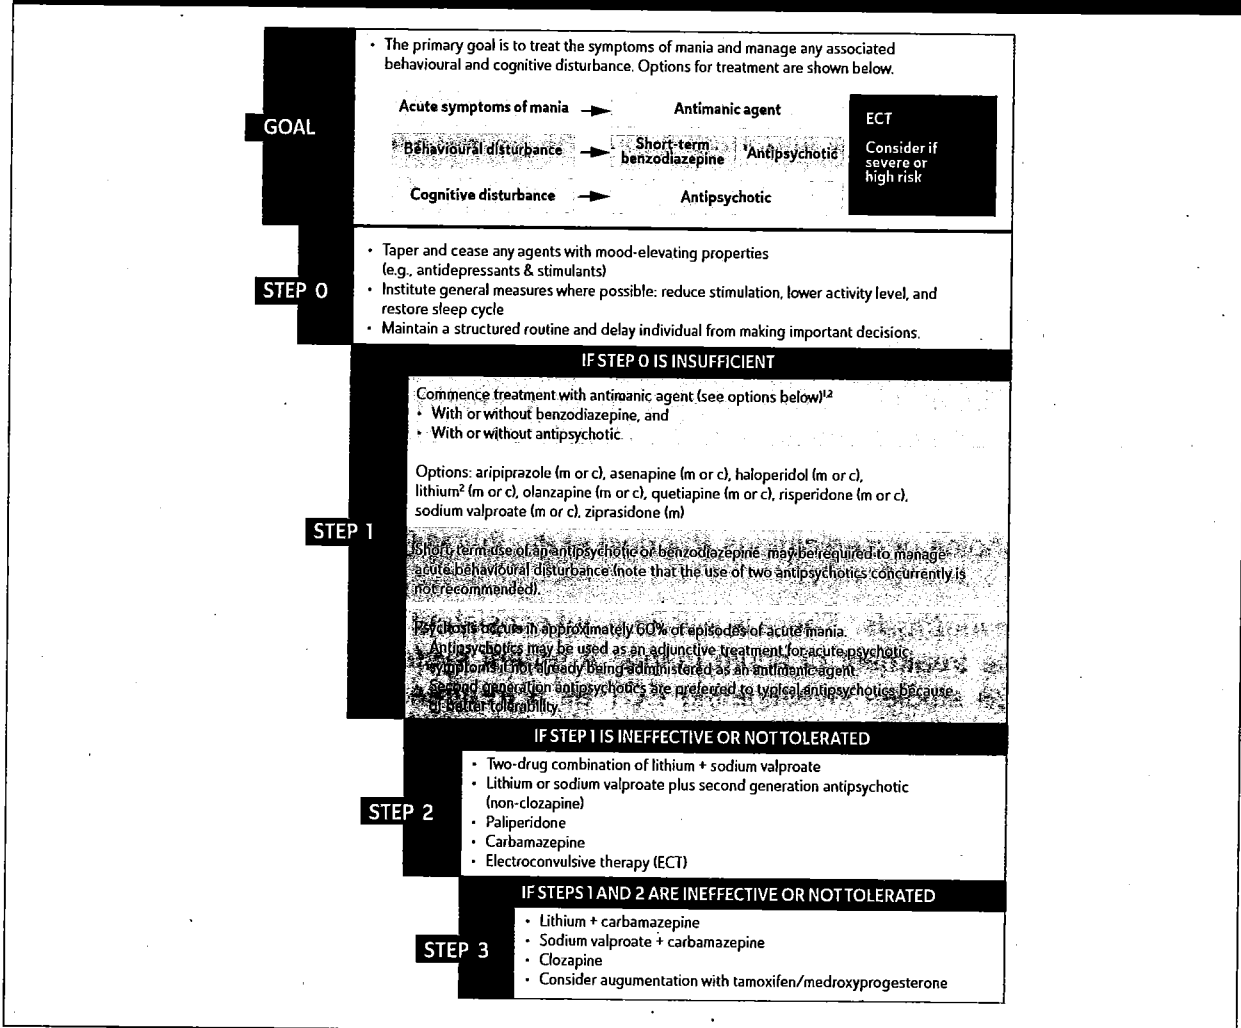 • The primary goal is to treat the symptoms of mania and manage any associated
behavioural and cognitive disturbance. Options for treatment are shown below.
GOAL
Acute symptoms of mania → Antimanic agent
Behavioural disturbance → Short-term benzodiazepine Antipsychotic
Cognitive disturbance → Antipsychotic
ECT
Consider if
severe or
high risk
STEP 0
• Taper and cease any agents with mood-elevating properties
(e.g., antidepressants & stimulants)
• Institute general measures where possible: reduce stimulation, lower activity level, and
restore sleep cycle
• Maintain a structured routine and delay individual from making important decisions.
IF STEP 0 IS INSUFFICIENT
STEP 1
Commence treatment with antimanic agent (see options below)1,2
• With or without benzodiazepine, and
• With or without antipsychotic
Options: aripiprazole (m or c), asenapine (m or c), haloperidol (m or c),
lithium² (m or c), olanzapine (m or c), quetiapine (m or c), risperidone (m or c),
sodium valproate (m or c), ziprasidone (m)
Short-term use of an antipsychotic or benzodiazepine may be required to manage
acute behavioural disturbance (note that the use of two antipsychotics concurrently is
not recommended).
Psychosis occurs in approximately 60% of episodes of acute mania.
• Antipsychotics may be used as an adjunctive treatment for acute psychotic
symptoms if not already being administered as an antimanic agent
• Second generation antipsychotics are preferred to typical antipsychotics because
of better tolerability.
IF STEP 1 IS INEFFECTIVE OR NOT TOLERATED
STEP 2
• Two-drug combination of lithium + sodium valproate
• Lithium or sodium valproate plus second generation antipsychotic
(non-clozapine)
• Paliperidone
• Carbamazepine
• Electroconvulsive therapy (ECT)
IF STEPS 1 AND 2 ARE INEFFECTIVE OR NOT TOLERATED
STEP 3
• Lithium + carbamazepine
• Sodium valproate + carbamazepine
• Clozapine
• Consider augumentation with tamoxifen/medroxyprogesterone